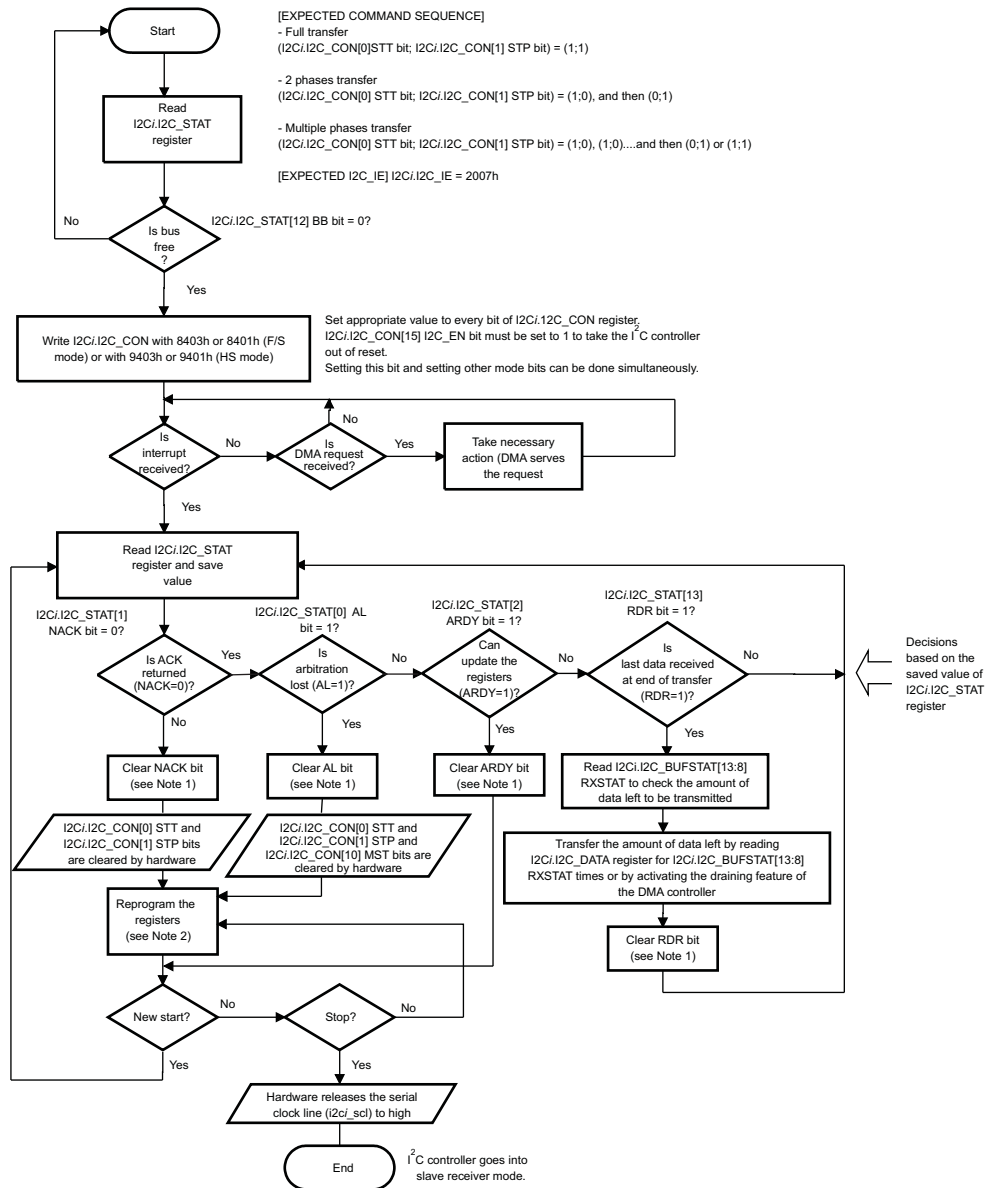 Start
[EXPECTED COMMAND SEQUENCE]
- Full transfer
(I2Ci.I2C_CON[0]STT bit; I2Ci.I2C_CON[1] STP bit) = (1;1)
- 2 phases transfer
(I2Ci.I2C_CON[0] STT bit; I2Ci.I2C_CON[1] STP bit) = (1;0), and then (0;1)
- Multiple phases transfer
(I2Ci.I2C_CON[0] STT bit; I2Ci.I2C_CON[1] STP bit) = (1;0), (1;0)....and then (0;1) or (1;1)
[EXPECTED I2C_IE] I2Ci.I2C_IE = 2007h
Read
I2Ci.I2C_STAT
register
No
I2Ci.I2C_STAT[12] BB bit = 0?
Is bus
free
?
Yes
Write I2Ci.I2C_CON with 8403h or 8401h (F/S
mode) or with 9403h or 9401h (HS mode)
Set appropriate value to every bit of I2Ci.12C_CON register.
I2Ci.I2C_CON[15] I2C_EN bit must be set to 1 to take the I2C controller
out of reset.
Setting this bit and setting other mode bits can be done simultaneously.
Is
interrupt
received?
No
Is
DMA request
received?
No
Yes
Take necessary
action (DMA serves
the request
Yes
Read I2Ci.I2C_STAT
register and save
value
I2Ci.I2C_STAT[1]
NACK bit = 0?
I2Ci.I2C_STAT[0] AL
bit = 1?
I2Ci.I2C_STAT[2]
ARDY bit = 1?
I2Ci.I2C_STAT[13]
RDR bit = 1?
Is ACK
returned
(NACK=0)?
Yes
Is
arbitration
lost (AL=1)?
No
Can
update the
registers
(ARDY=1)?
No
Is
last data received
at end of transfer
(RDR=1)?
No
Decisions
based on the
saved value of
I2Ci.I2C_STAT
register
No
Yes
Yes
Yes
Clear NACK bit
(see Note 1)
Clear AL bit
(see Note 1)
Clear ARDY bit
(see Note 1)
Read I2Ci.I2C_BUFSTAT[13:8]
RXSTAT to check the amount of
data left to be transmitted
I2Ci.I2C_CON[0] STT and
I2Ci.I2C_CON[1] STP bits
are cleared by hardware
I2Ci.I2C_CON[0] STT and
I2Ci.I2C_CON[1] STP and
I2Ci.I2C_CON[10] MST bits are
cleared by hardware
Transfer the amount of data left by reading
I2Ci.I2C_DATA register for I2Ci.I2C_BUFSTAT[13:8]
RXSTAT times or by activating the draining feature of
the DMA controller
Reprogram the
registers
(see Note 2)
Clear RDR bit
(see Note 1)
New start?
No
Stop?
No
Yes
Yes
Hardware releases the serial
clock line (i2ci_scl) to high
End
I2C controller goes into
slave receiver mode.